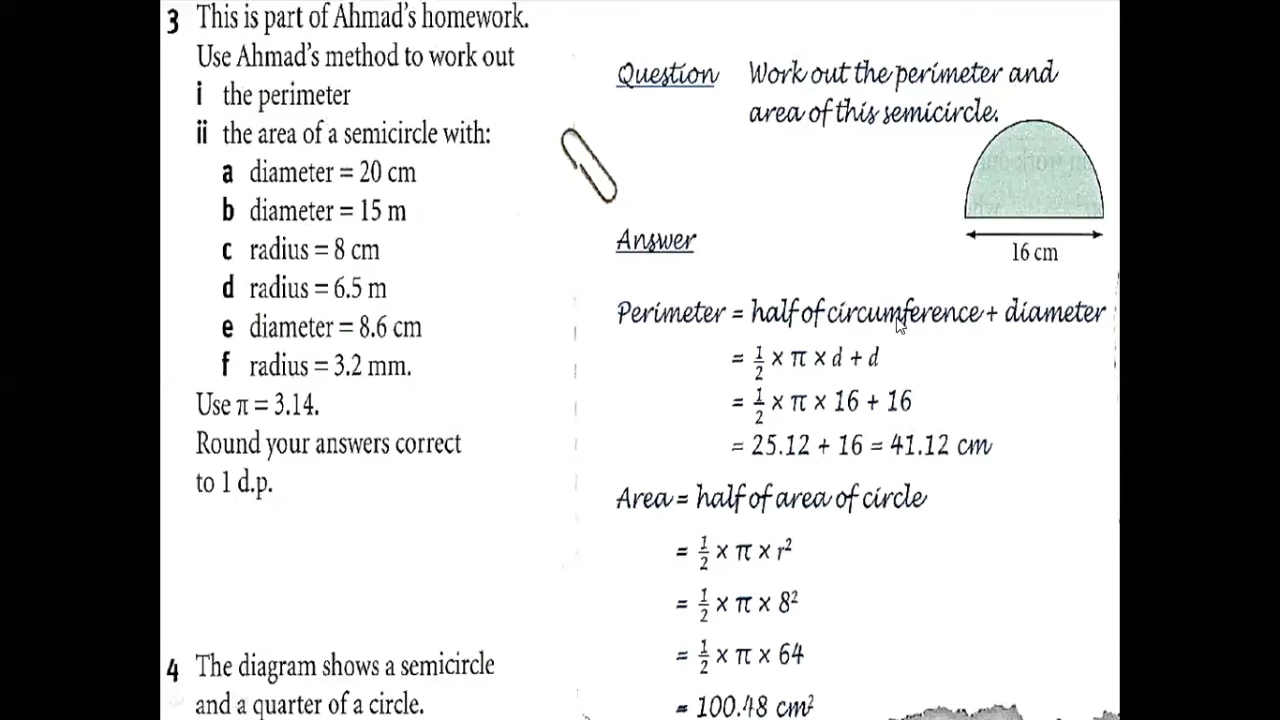 3 This is part of Ahmad's homework.
Use Ahmad's method to work out
i the perimeter
ii the area of a semicircle with:
a diameter = 20 cm
b diameter = 15 m
c radius = 8 cm
d radius = 6.5 m
e diameter = 8.6 cm
f radius = 3.2 mm.
Use π = 3.14.
Round your answers correct
to 1 d.p.
4 The diagram shows a semicircle
and a quarter of a circle.
Question Work out the perimeter and
area of this semicircle.
16 cm
Answer
Perimeter = half of circumference + diameter
= 1/2 × π × d + d
= 1/2 × π × 16 + 16
= 25.12 + 16 = 41.12 cm
Area = half of area of circle
= 1/2 × π × r²
= 1/2 × π × 8²
= 1/2 × π × 64
= 100.48 cm²